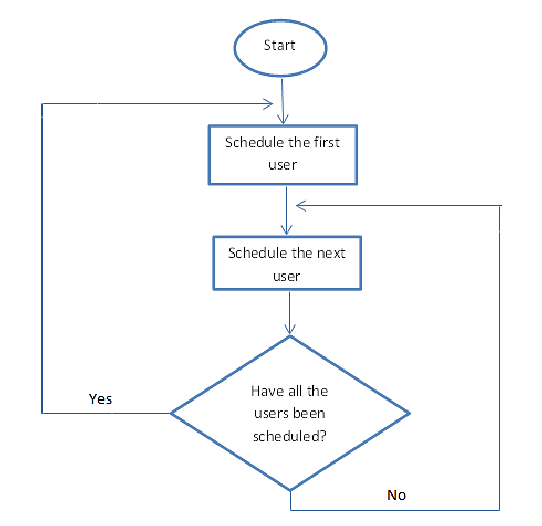 Start
Schedule the first
user
Schedule the next
user
Have all the
users been
scheduled?
Yes
No